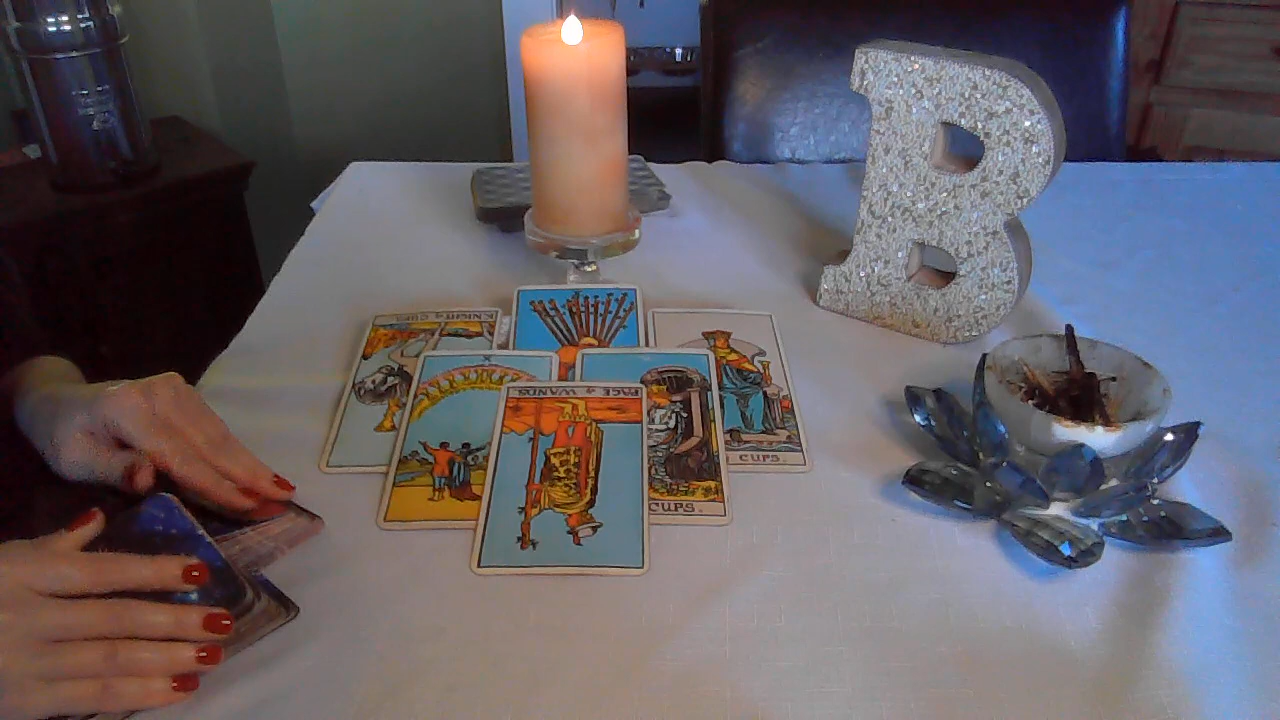 B
KNIGHT of CUPS.
X
X
PAGE of WANDS.
CUPS.
CUPS.